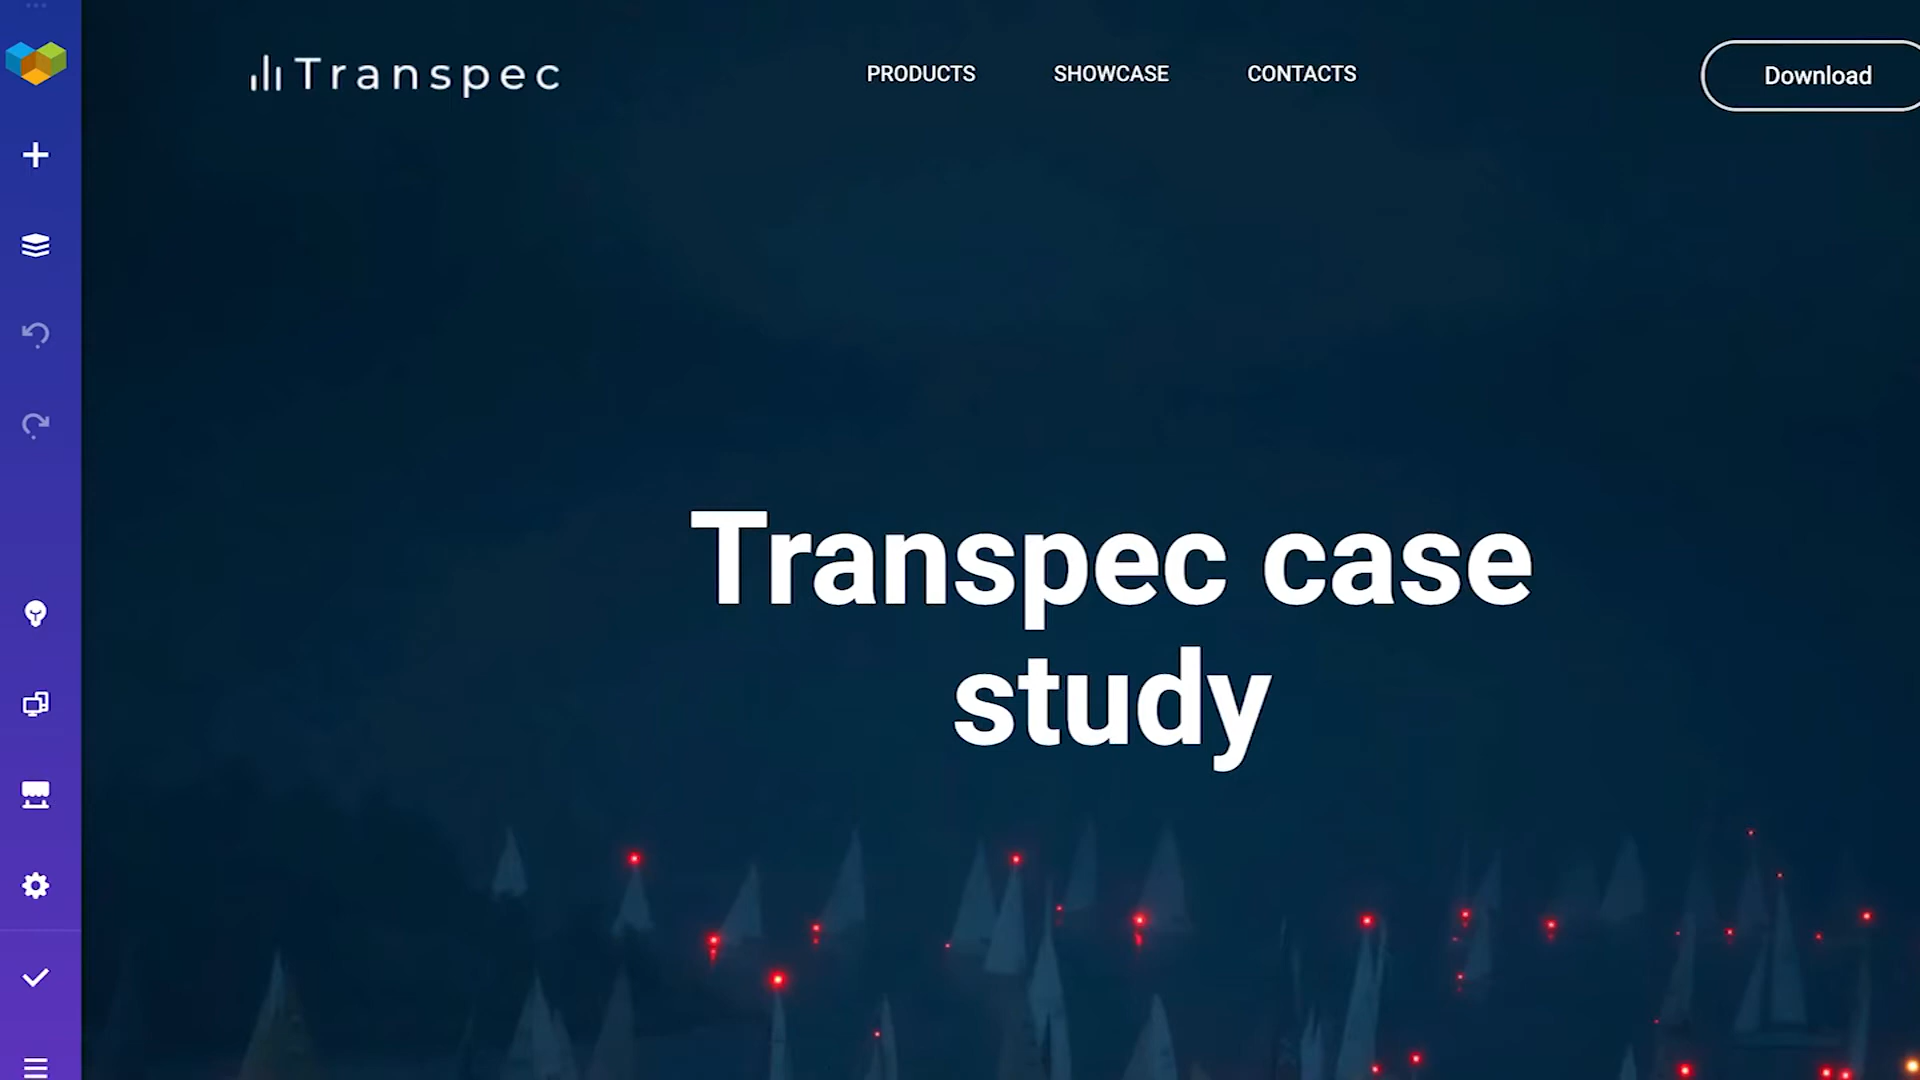 Transpec
PRODUCTS
SHOWCASE
CONTACTS
Download
Transpec case
study